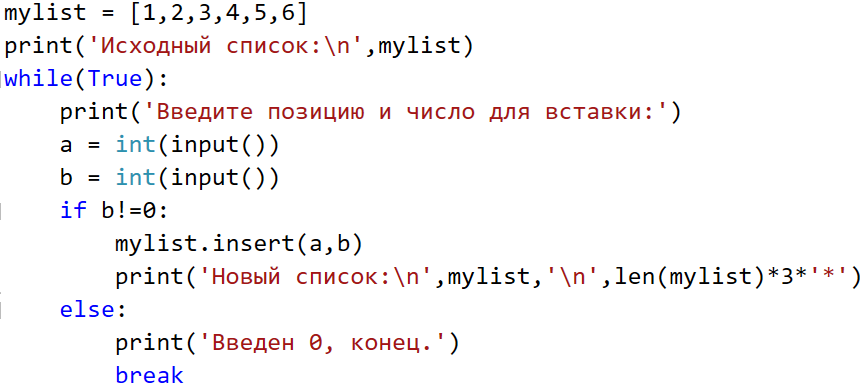 mylist = [1,2,3,4,5,6]
print('Исходный список:\n',mylist)
while(True):
    print('Введите позицию и число для вставки:')
    a = int(input())
    b = int(input())
    if b!=0:
        mylist.insert(a,b)
        print('Новый список:\n',mylist,'\n',len(mylist)*3*'*')
    else:
        print('Введен 0, конец.')
        break